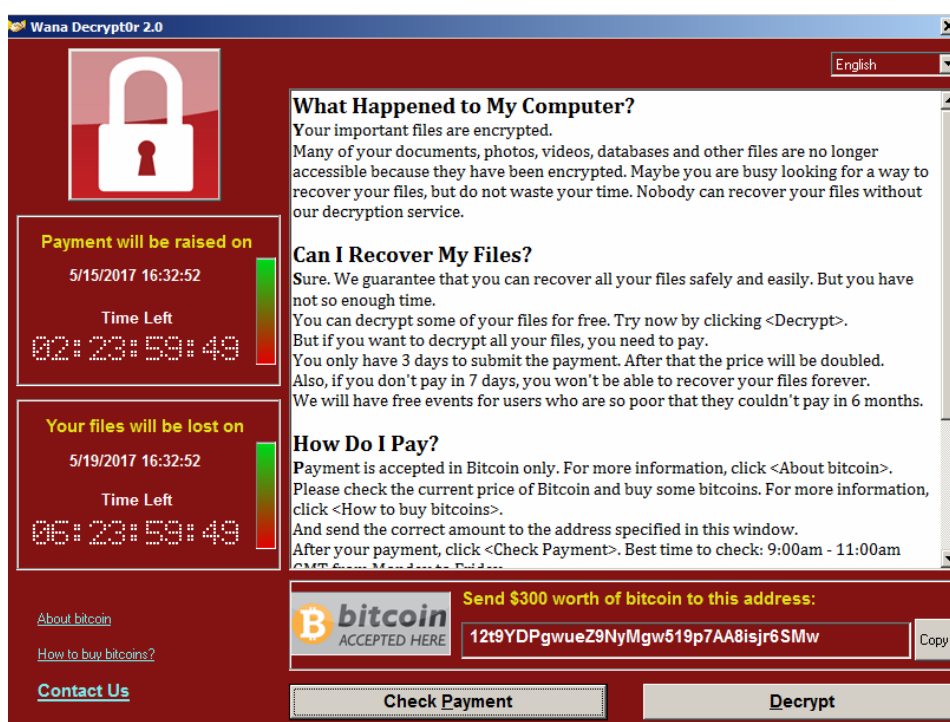 Wana Decrypt0r 2.0
English
What Happened to My Computer?
Your important files are encrypted.
Many of your documents, photos, videos, databases and other files are no longer
accessible because they have been encrypted. Maybe you are busy looking for a way to
recover your files, but do not waste your time. Nobody can recover your files without
our decryption service.
Can I Recover My Files?
Sure. We guarantee that you can recover all your files safely and easily. But you have
not so enough time.
You can decrypt some of your files for free. Try now by clicking <Decrypt>.
But if you want to decrypt all your files, you need to pay.
You only have 3 days to submit the payment. After that the price will be doubled.
Also, if you don't pay in 7 days, you won't be able to recover your files forever.
We will have free events for users who are so poor that they couldn't pay in 6 months.
How Do I Pay?
Payment is accepted in Bitcoin only. For more information, click <About bitcoin>.
Please check the current price of Bitcoin and buy some bitcoins. For more information,
click <How to buy bitcoins>.
And send the correct amount to the address specified in this window.
After your payment, click <Check Payment>. Best time to check: 9:00am - 11:00am
GMT from Monday to Friday
Payment will be raised on
5/15/2017 16:32:52
Time Left
02:23:59:49
Your files will be lost on
5/19/2017 16:32:52
Time Left
06:23:59:49
About bitcoin
How to buy bitcoins?
Contact Us
bitcoin
ACCEPTED HERE
Send $300 worth of bitcoin to this address:
12t9YDPgwueZ9NyMgw519p7AA8isjr6SMw
Copy
Check Payment
Decrypt